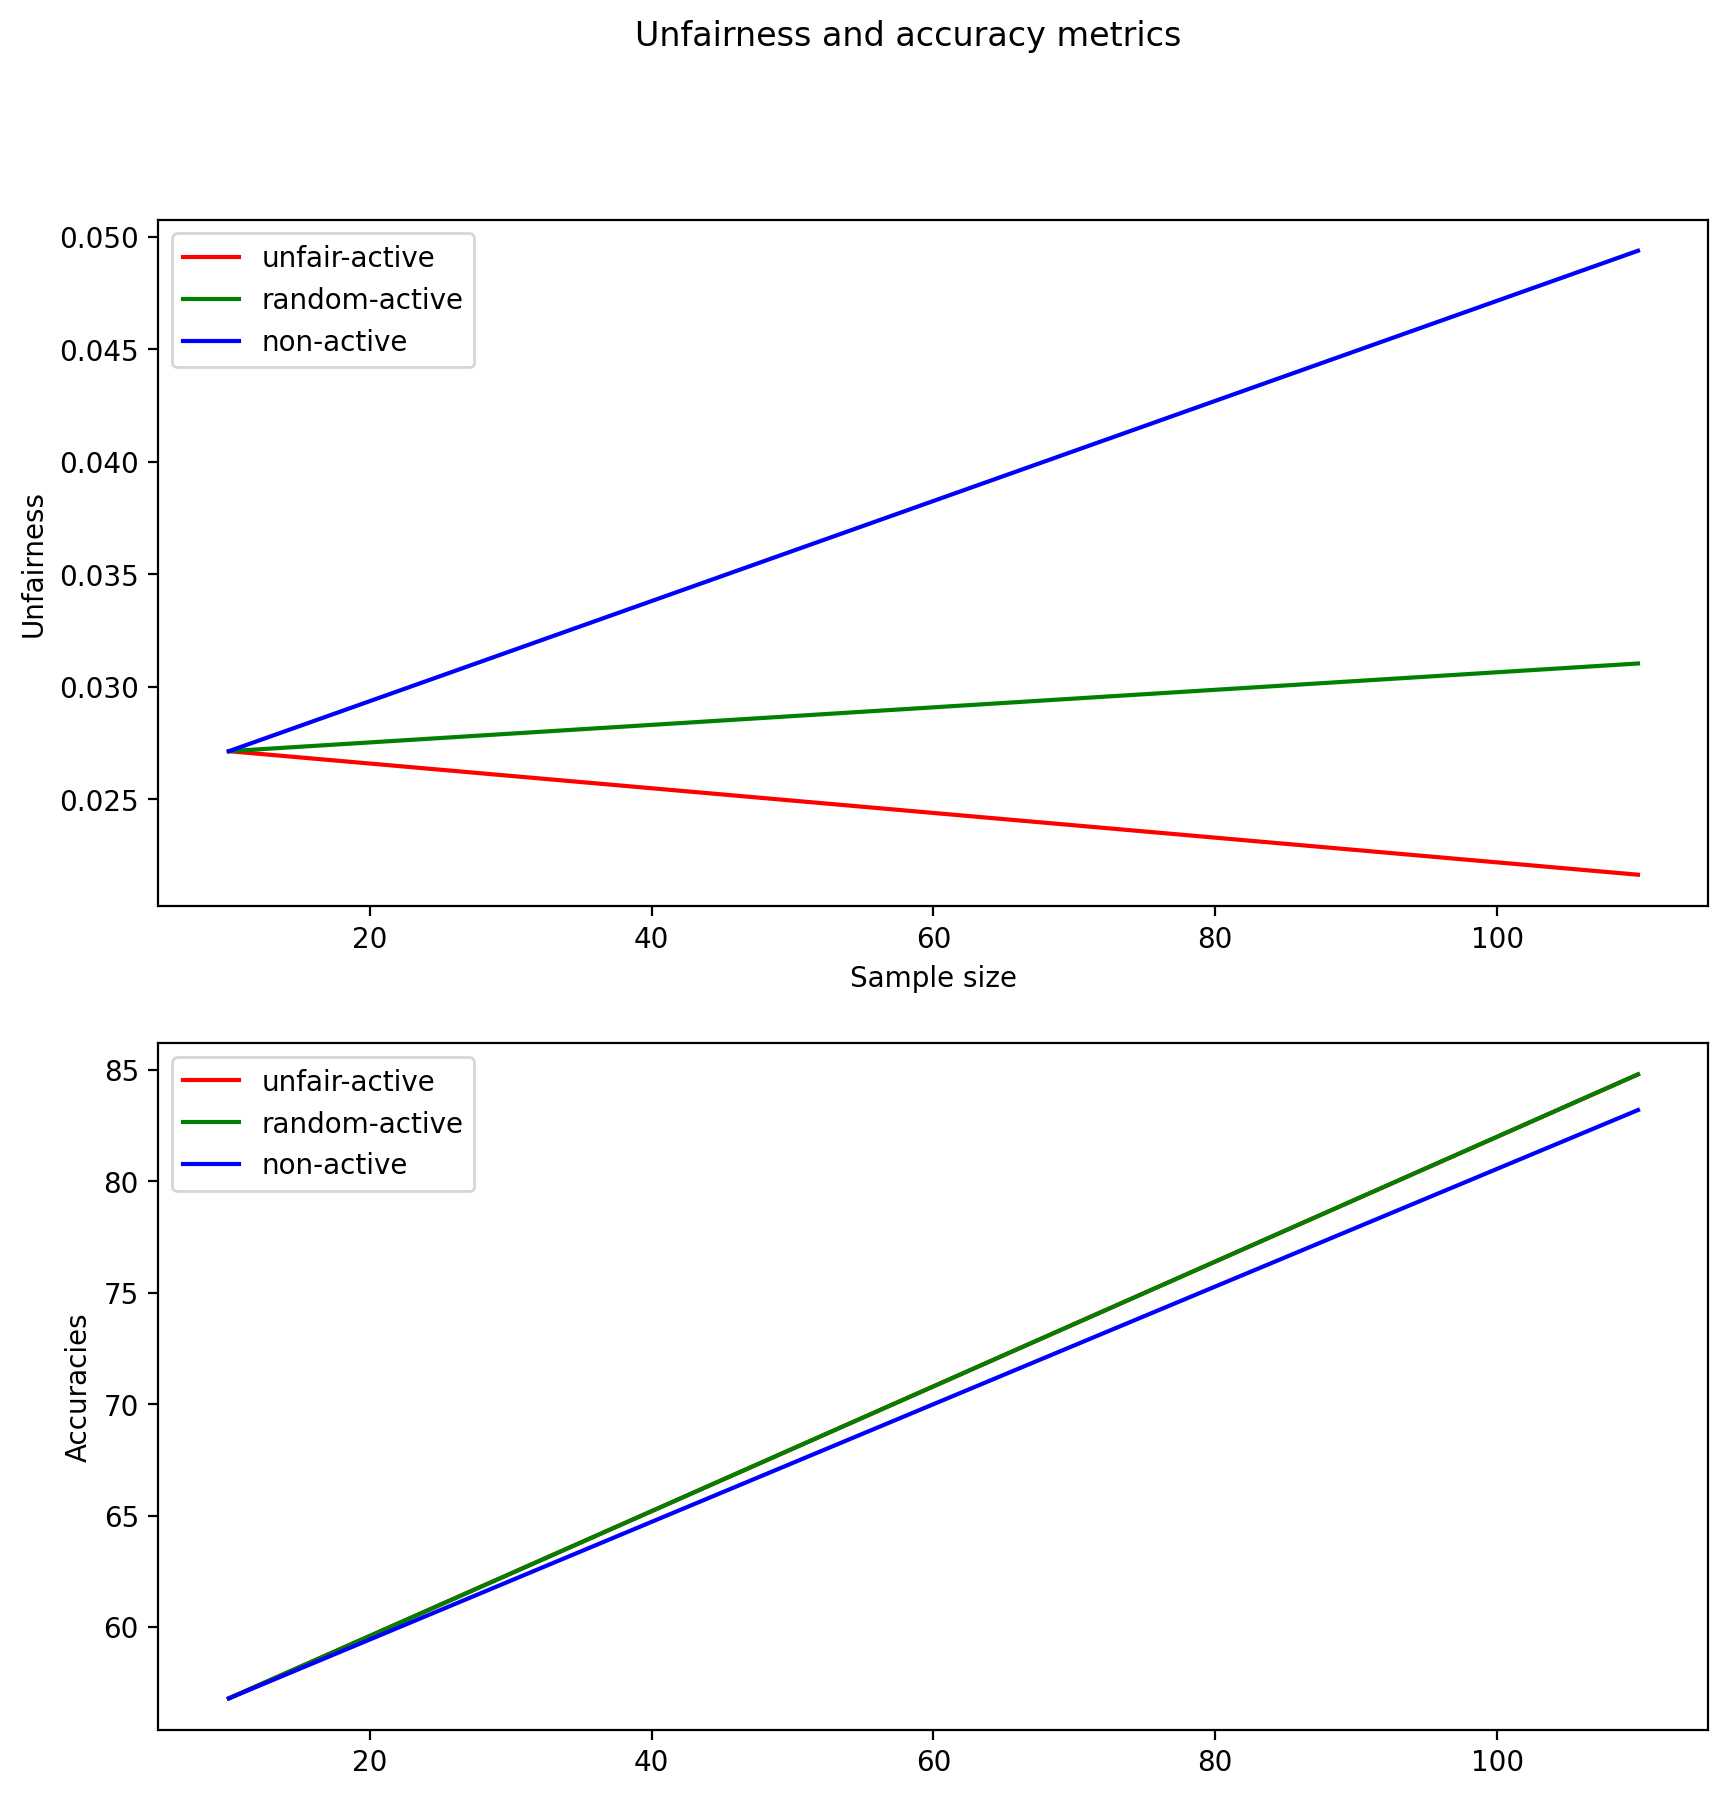 Unfairness and accuracy metrics
0.050
0.045
0.040
0.035
0.030
0.025
Unfairness
unfair-active
random-active
non-active
20 40 60 80 100
Sample size
85
80
75
70
65
60
Accuracies
unfair-active
random-active
non-active
20 40 60 80 100